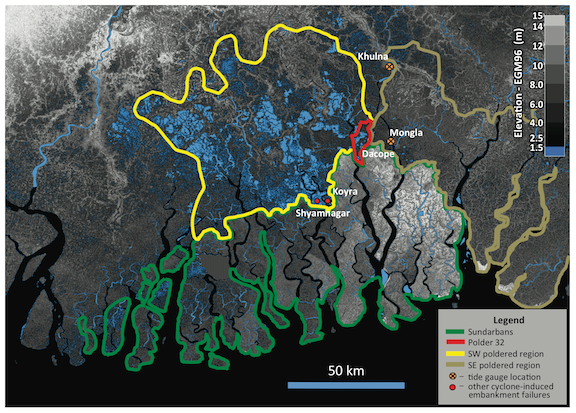 Khulna
Mongla
Dacope
Koyra
Shyamnagar
Elevation - EGM96 (m)
15
14
12
10
8.0
6.0
4.0
2.5
1.5
50 km
Legend
Sundarbans
Polder 32
SW poldered region
SE poldered region
– tide gauge location
– other cyclone-induced
embankment failures